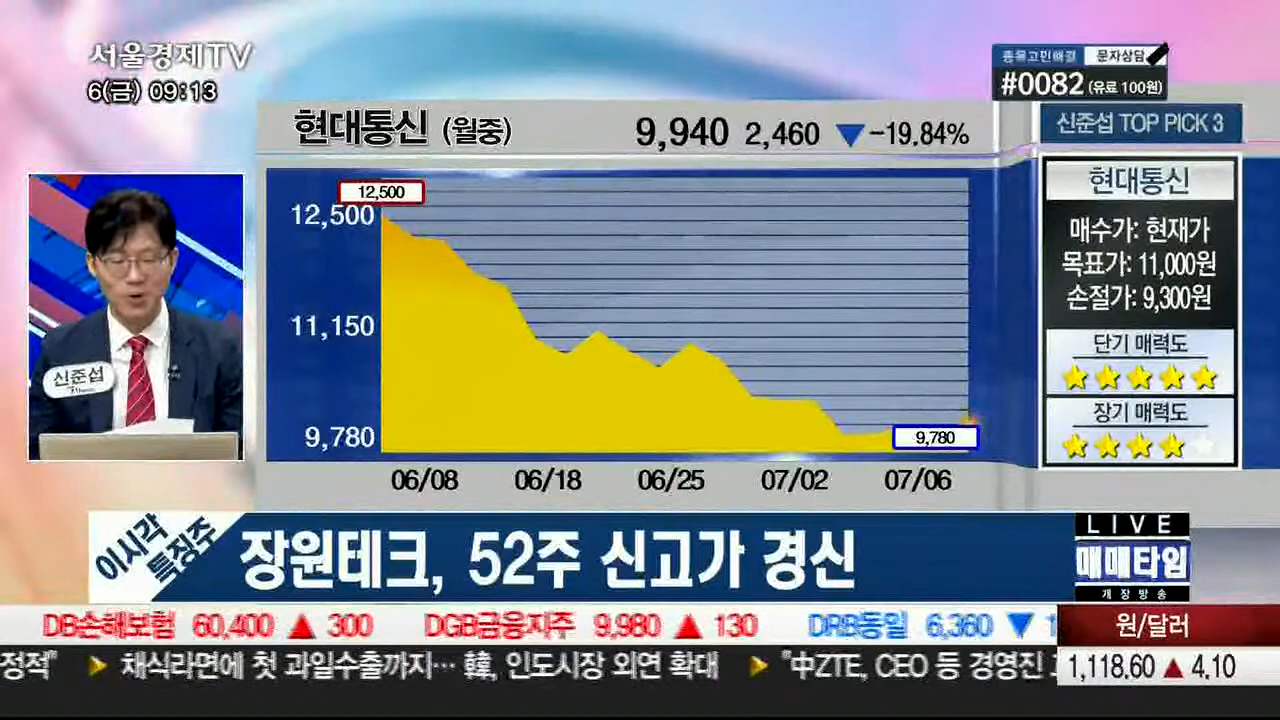 서울경제TV
6(금) 09:13
종목고민해결 문자상담
#0082 (유료 100원)
현대통신 (월중) 9,940 2,460 ▼-19.84%
신준섭 TOP PICK 3
12,500
12,500
11,150
9,780
9,780
06/08 06/18 06/25 07/02 07/06
현대통신
매수가: 현재가
목표가: 11,000원
손절가: 9,300원
단기 매력도
장기 매력도
신준섭
이시각
특징주
장원테크, 52주 신고가 경신
LIVE
매매타임
개장방송
DB손해보험 60,400 ▲ 300 DGB금융지주 9,980 ▲ 130 DRB동일 6,360 ▼ 1
원/달러
정적" 채식라면에 첫 과일수출까지… 韓, 인도시장 외연 확대 "中ZTE, CEO 등 경영진
1,118.60 ▲ 4.10